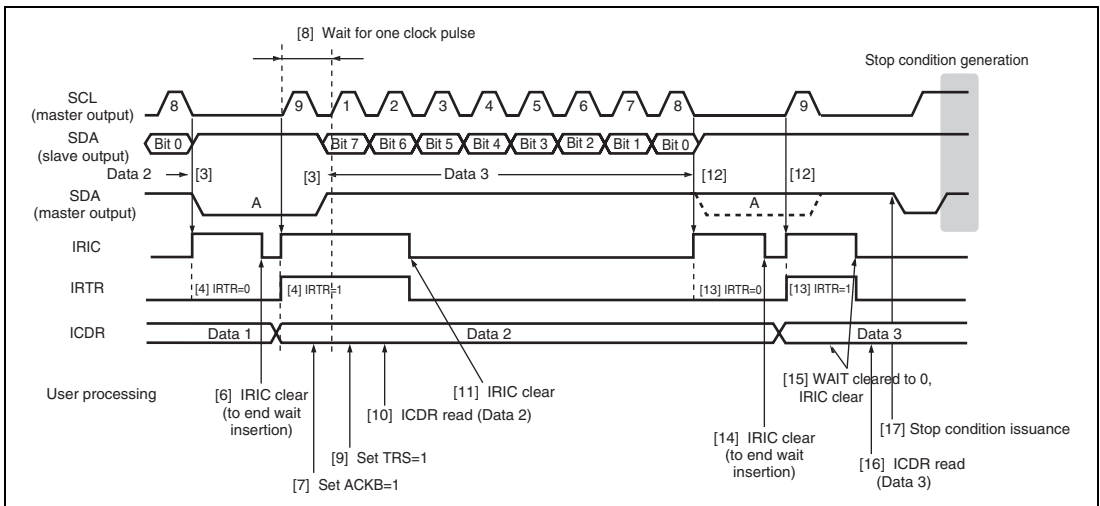 [8] Wait for one clock pulse
Stop condition generation
SCL
(master output)
8 9 1 2 3 4 5 6 7 8 9
SDA
(slave output)
Bit 0 Bit 7 Bit 6 Bit 5 Bit 4 Bit 3 Bit 2 Bit 1 Bit 0
Data 2 [3] [3] Data 3 [12] [12]
SDA
(master output)
A A
IRIC
IRTR
[4] IRTR=0 [4] IRTR=1 [13] IRTR=0 [13] IRTR=1
ICDR
Data 1 Data 2 Data 3
User processing
[6] IRIC clear
(to end wait
insertion)
[11] IRIC clear
[10] ICDR read (Data 2)
[9] Set TRS=1
[7] Set ACKB=1
[15] WAIT cleared to 0,
IRIC clear
[14] IRIC clear
(to end wait
insertion)
[17] Stop condition issuance
[16] ICDR read
(Data 3)